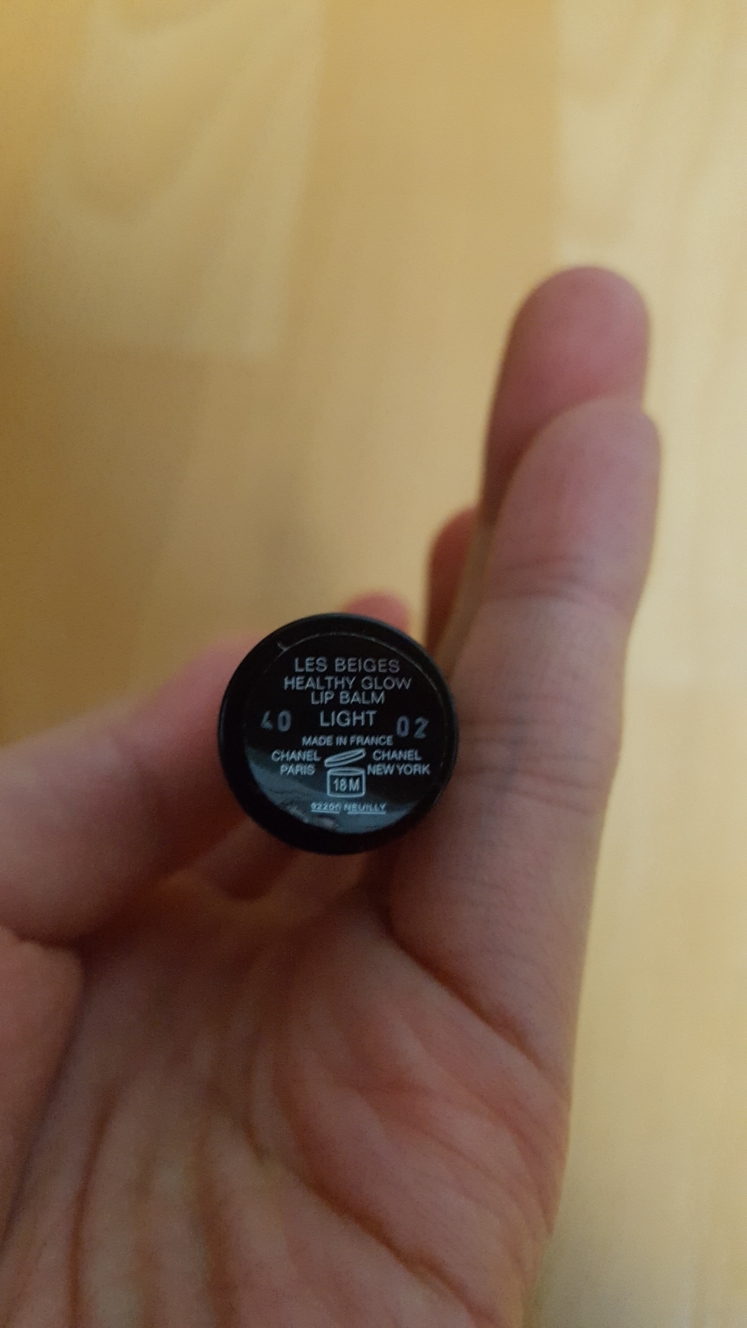 LES BEIGES
HEALTHY GLOW
LIP BALM
LIGHT
40 02
MADE IN FRANCE
CHANEL CHANEL
PARIS NEW YORK
18M
92200 NEUILLY